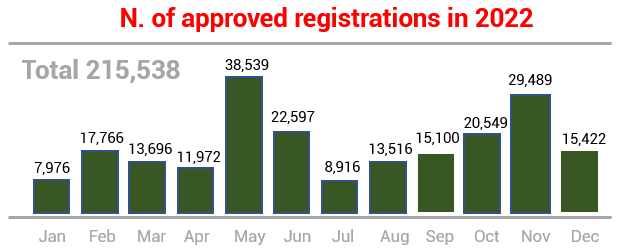 N. of approved registrations in 2022
Total 215,538
7,976 17,766 13,696 11,972 38,539 22,597 8,916 13,516 15,100 20,549 29,489 15,422
Jan Feb Mar Apr May Jun Jul Aug Sep Oct Nov Dec